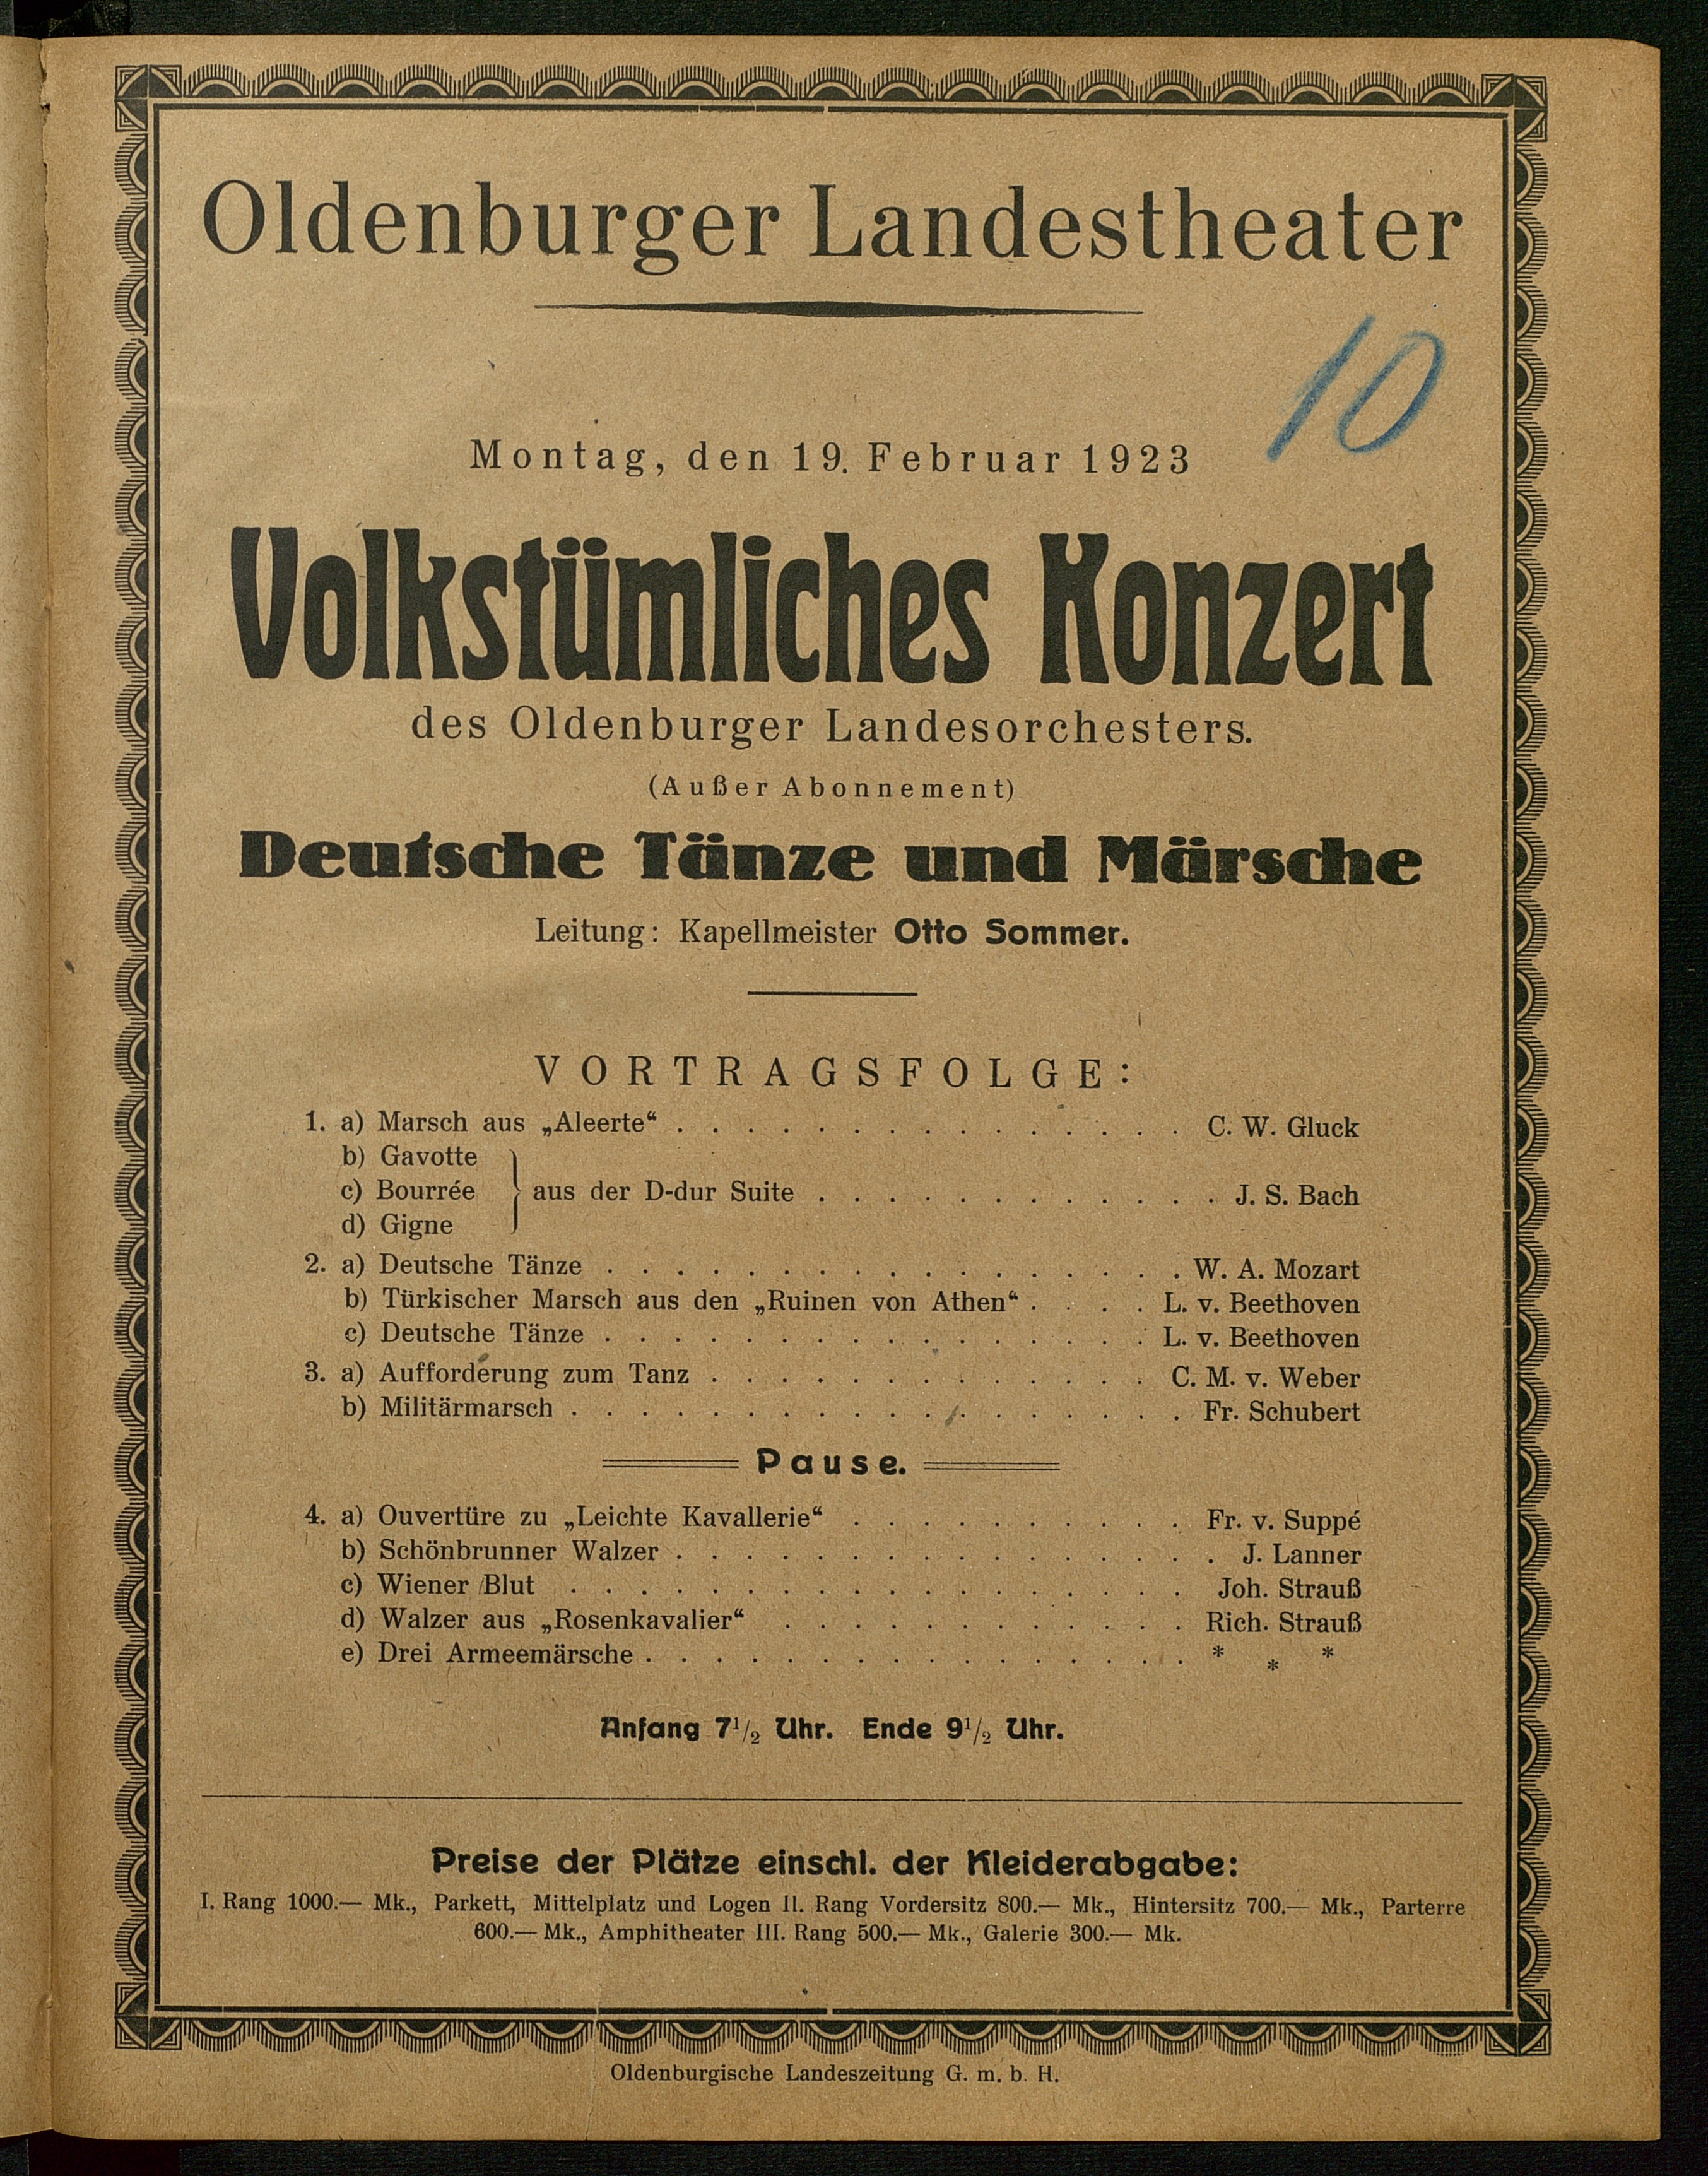 Oldenburger Landestheater
10
Montag, den 19. Februar 1923
Volkstümliches Konzert
des Oldenburger Landesorchesters.
(Außer Abonnement)
Deutsche Tänze und Märsche
Leitung: Kapellmeister Otto Sommer.
VORTRAGSFOLGE:
1. a) Marsch aus „Aleerte“ . . . . . . . . . . . . . . . C. W. Gluck
b) Gavotte
c) Bourrée } aus der D-dur Suite . . . . . . . . . . . . J. S. Bach
d) Gigne
2. a) Deutsche Tänze . . . . . . . . . . . . . . . . . W. A. Mozart
b) Türkischer Marsch aus den „Ruinen von Athen“ . . . . L. v. Beethoven
c) Deutsche Tänze . . . . . . . . . . . . . . . . L. v. Beethoven
3. a) Aufforderung zum Tanz . . . . . . . . . . . . . C. M. v. Weber
b) Militärmarsch . . . . . . . . . . . . . . . . . . Fr. Schubert
Pause.
4. a) Ouvertüre zu „Leichte Kavallerie“ . . . . . . . . . . Fr. v. Suppé
b) Schönbrunner Walzer . . . . . . . . . . . . . . . . J. Lanner
c) Wiener Blut . . . . . . . . . . . . . . . . . . Joh. Strauß
d) Walzer aus „Rosenkavalier“ . . . . . . . . . . . . Rich. Strauß
e) Drei Armeemärsche . . . . . . . . . . . . . . . . * * *
Anfang 7½ Uhr. Ende 9½ Uhr.
Preise der Plätze einschl. der Kleiderabgabe:
I. Rang 1000.— Mk., Parkett, Mittelplatz und Logen II. Rang Vordersitz 800.— Mk., Hintersitz 700.— Mk., Parterre
600.— Mk., Amphitheater III. Rang 500.— Mk., Galerie 300.— Mk.
Oldenburgische Landeszeitung G. m. b. H.